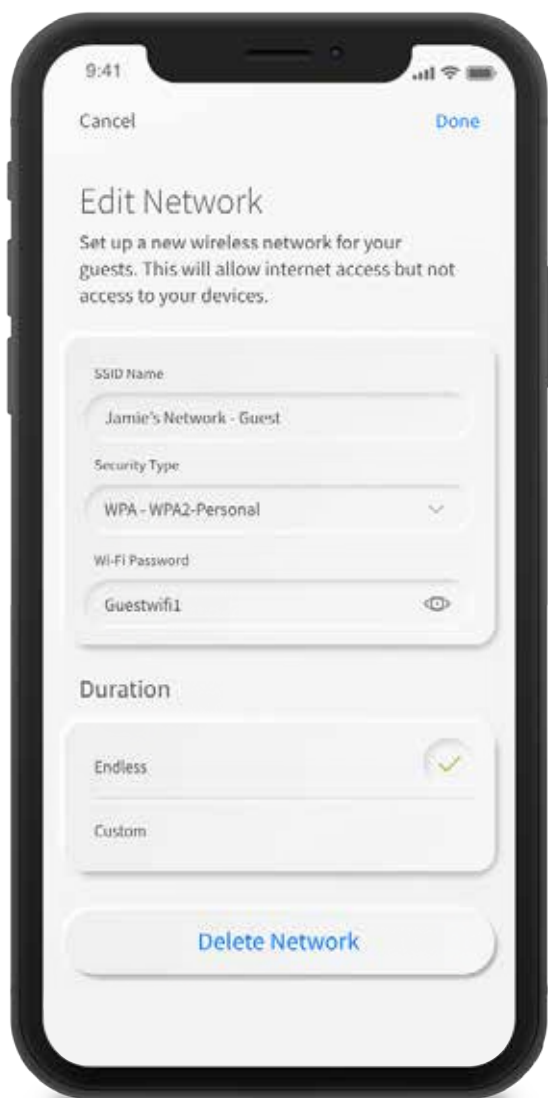 9:41
Cancel
Done
Edit Network
Set up a new wireless network for your
guests. This will allow internet access but not
access to your devices.
SSID Name
Jamie's Network - Guest
Security Type
WPA - WPA2-Personal
Wi-Fi Password
Guestwifi1
Duration
Endless
Custom
Delete Network